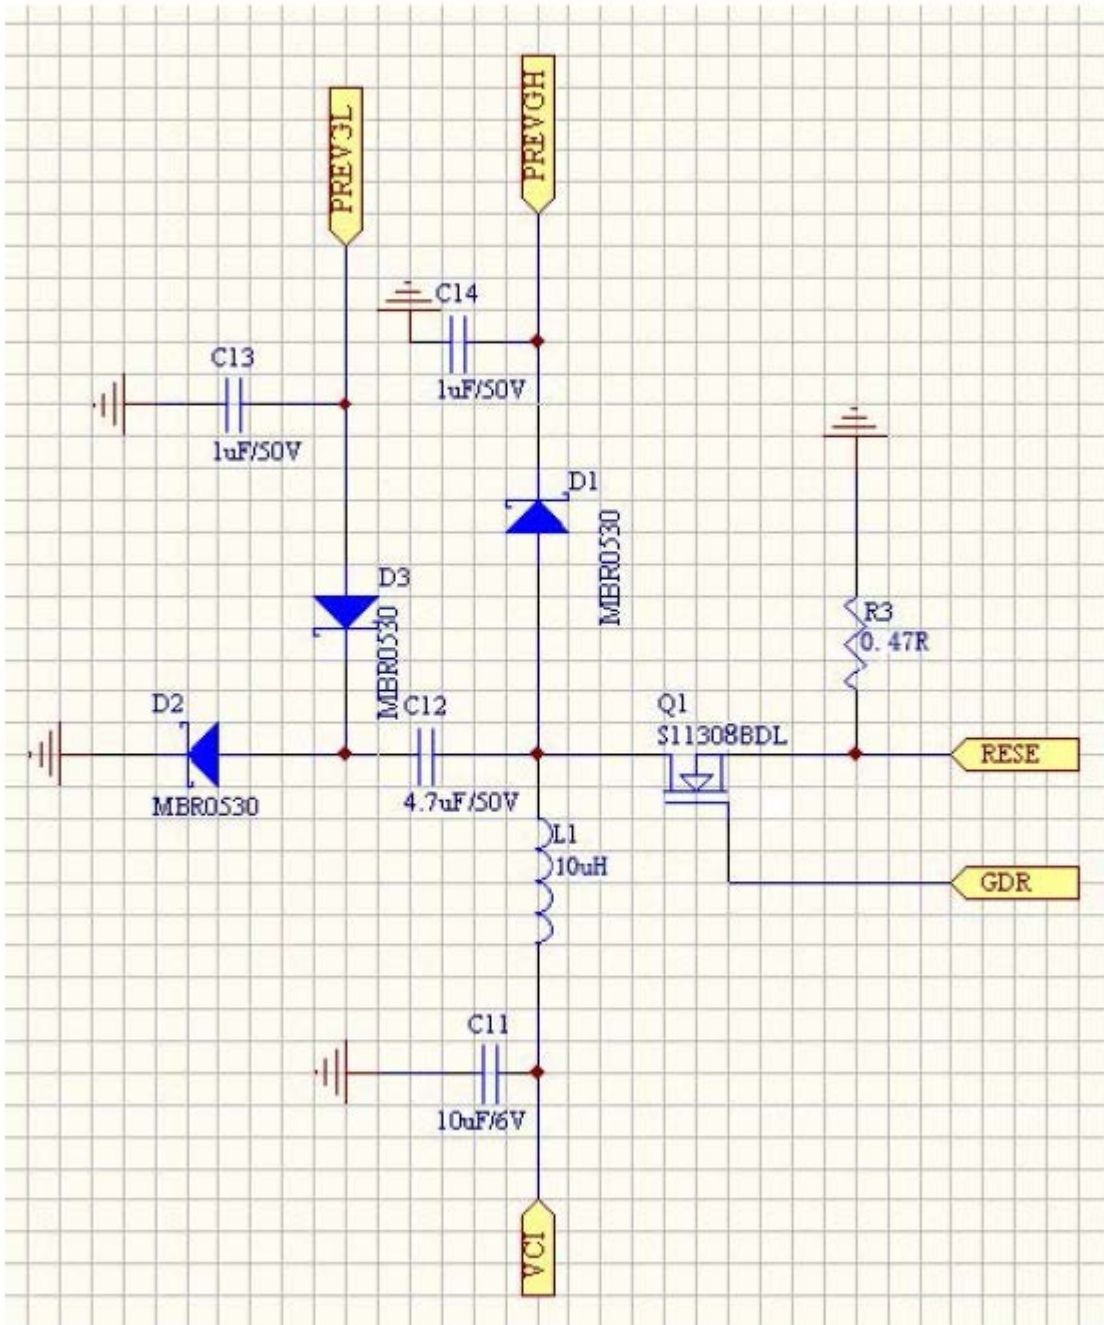 PREVGL
PREVGH
C14
1uF/50V
C13
1uF/50V
D1
MBR0530
D3
MBR0530
R3
0.47R
D2
MBR0530
C12
4.7uF/50V
Q1
S11308BDL
RESE
L1
10uH
GDR
C11
10uF/6V
VCI